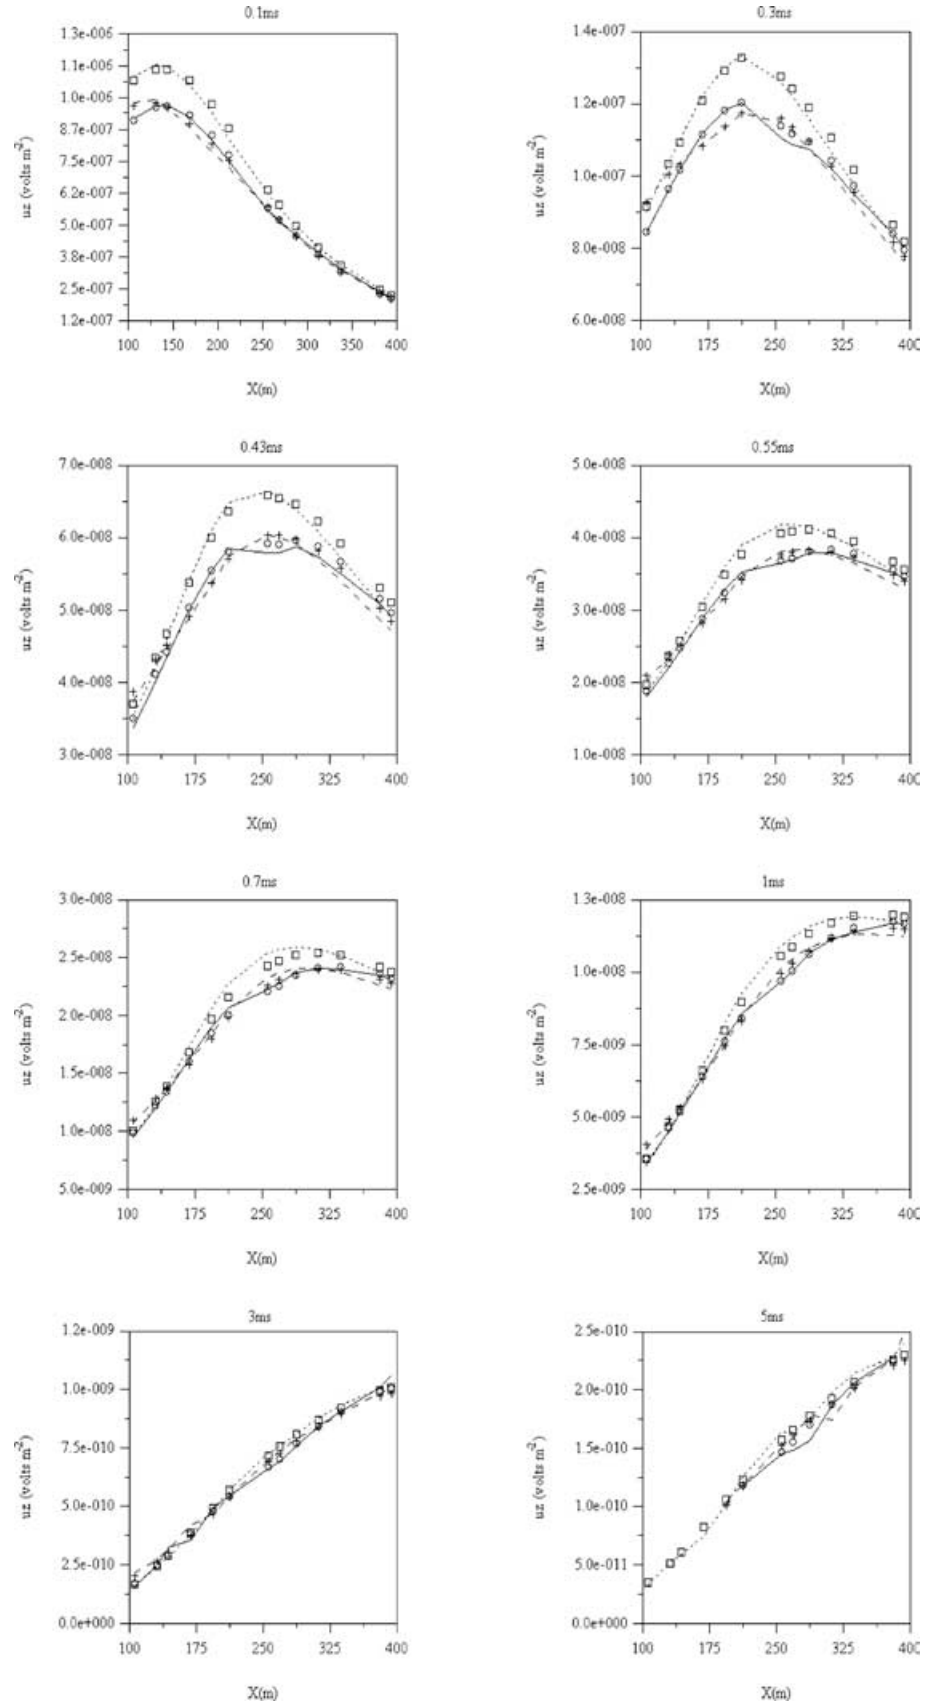 0.1ms
1.3e-006
1.1e-006
1.0e-006
8.7e-007
7.5e-007
6.2e-007
5.0e-007
3.8e-007
2.5e-007
1.2e-007
uz (volts m-2)
100 150 200 250 300 350 400
X(m)
0.3ms
1.4e-007
1.2e-007
1.0e-007
8.0e-008
6.0e-008
uz (volts m-2)
100 175 250 325 400
X(m)
0.43ms
7.0e-008
6.0e-008
5.0e-008
4.0e-008
3.0e-008
uz (volts m-2)
100 175 250 325 400
X(m)
0.55ms
5.0e-008
4.0e-008
3.0e-008
2.0e-008
1.0e-008
uz (volts m-2)
100 175 250 325 400
X(m)
0.7ms
3.0e-008
2.5e-008
2.0e-008
1.5e-008
1.0e-008
5.0e-009
uz (volts m-2)
100 175 250 325 400
X(m)
1ms
1.3e-008
1.0e-008
7.5e-009
5.0e-009
2.5e-009
uz (volts m-2)
100 175 250 325 400
X(m)
3ms
1.2e-009
1.0e-009
7.5e-010
5.0e-010
2.5e-010
0.0e+000
uz (volts m-2)
100 175 250 325 400
X(m)
5ms
2.5e-010
2.0e-010
1.5e-010
1.0e-010
5.0e-011
0.0e+000
uz (volts m-2)
100 175 250 325 400
X(m)